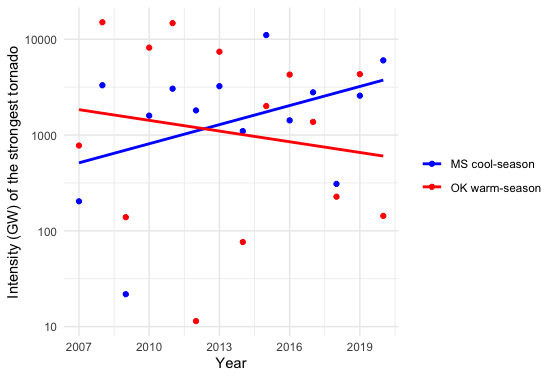 Intensity (GW) of the strongest tornado
10000
1000
100
10
2007 2010 2013 2016 2019
Year
MS cool-season
OK warm-season